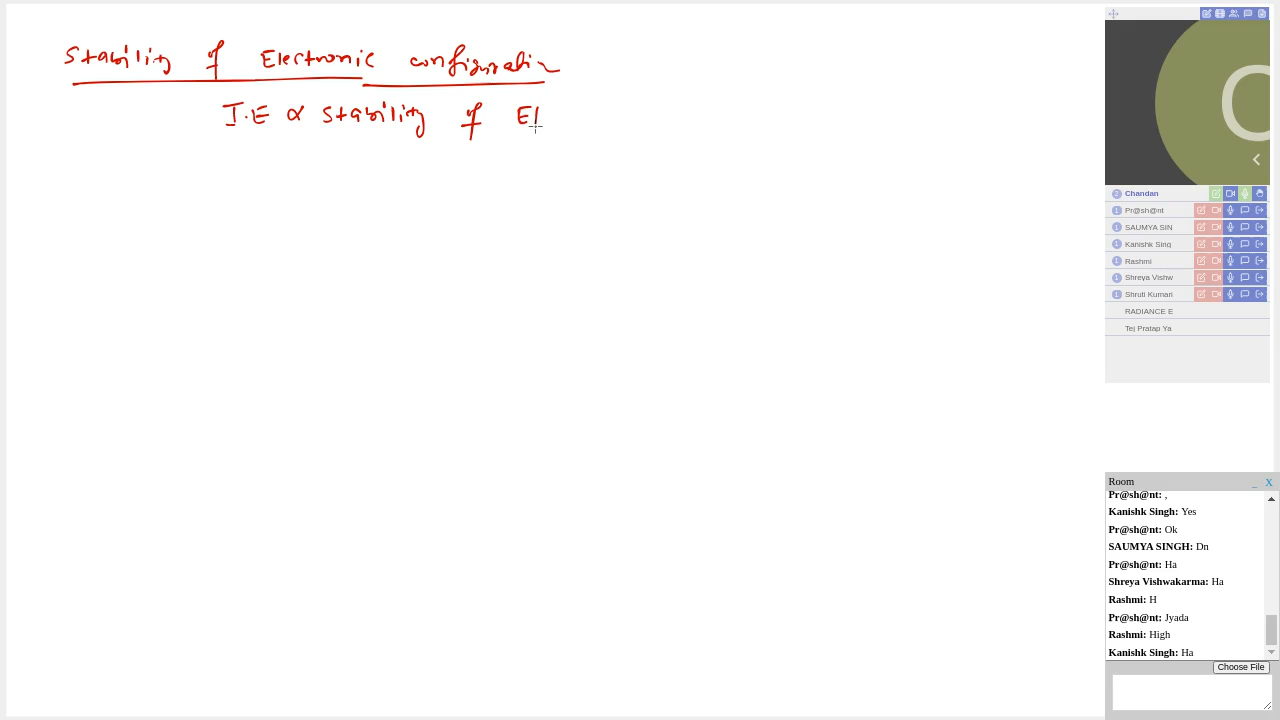 Stability of Electronic configuration
I.E ∝ stability of El
Chandan
Pr@sh@nt
SAUMYA SIN
Kanishk Sing
Rashmi
Shreya Vishw
Shruti Kumari
RADIANCE E
Tej Pratap Ya
Room _ X
Pr@sh@nt: ,
Kanishk Singh: Yes
Pr@sh@nt: Ok
SAUMYA SINGH: Dn
Pr@sh@nt: Ha
Shreya Vishwakarma: Ha
Rashmi: H
Pr@sh@nt: Jyada
Rashmi: High
Kanishk Singh: Ha
Choose File